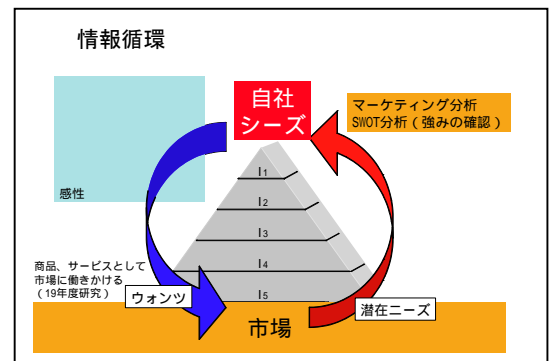 情報循環
自社
シーズ
マーケティング分析
SWOT分析(強みの確認)
感性
I1
I2
I3
I4
I5
商品、サービスとして
市場に働きかける
(19年度研究)
ウォンツ
潜在ニーズ
市場